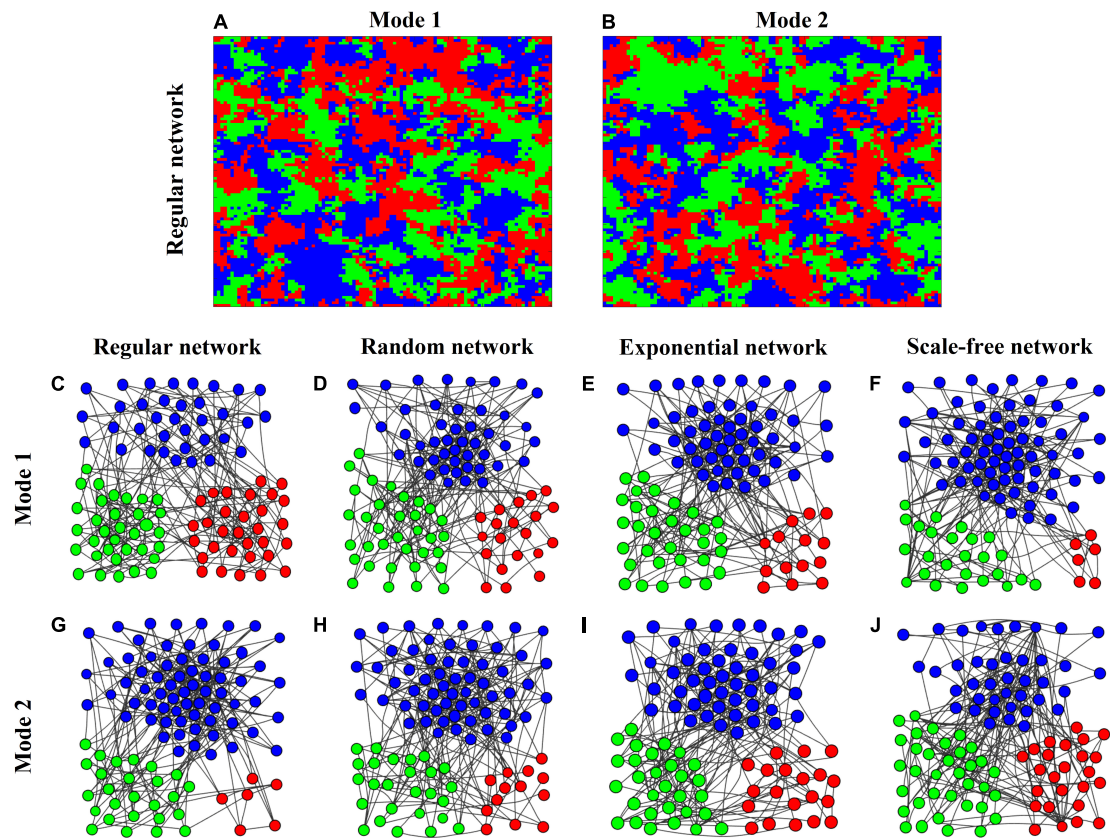 A Mode 1
B Mode 2
Regular network
Regular network
Random network
Exponential network
Scale-free network
Mode 1
C
D
E
F
Mode 2
G
H
I
J